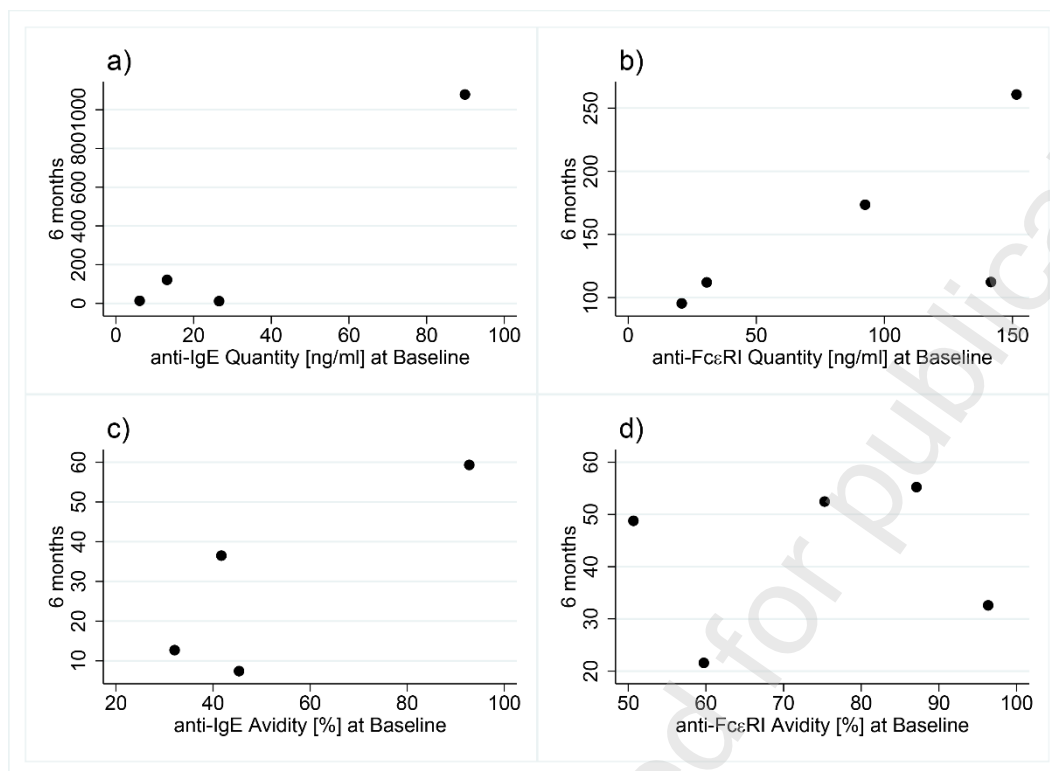 a)
6 months
0 200 400 600 8001000
0 20 40 60 80 100
anti-IgE Quantity [ng/ml] at Baseline
b)
6 months
100 150 200 250
0 50 100 150
anti-FcεRI Quantity [ng/ml] at Baseline
c)
6 months
10 20 30 40 50 60
20 40 60 80 100
anti-IgE Avidity [%] at Baseline
d)
6 months
20 30 40 50 60
50 60 70 80 90 100
anti-FcεRI Avidity [%] at Baseline
for